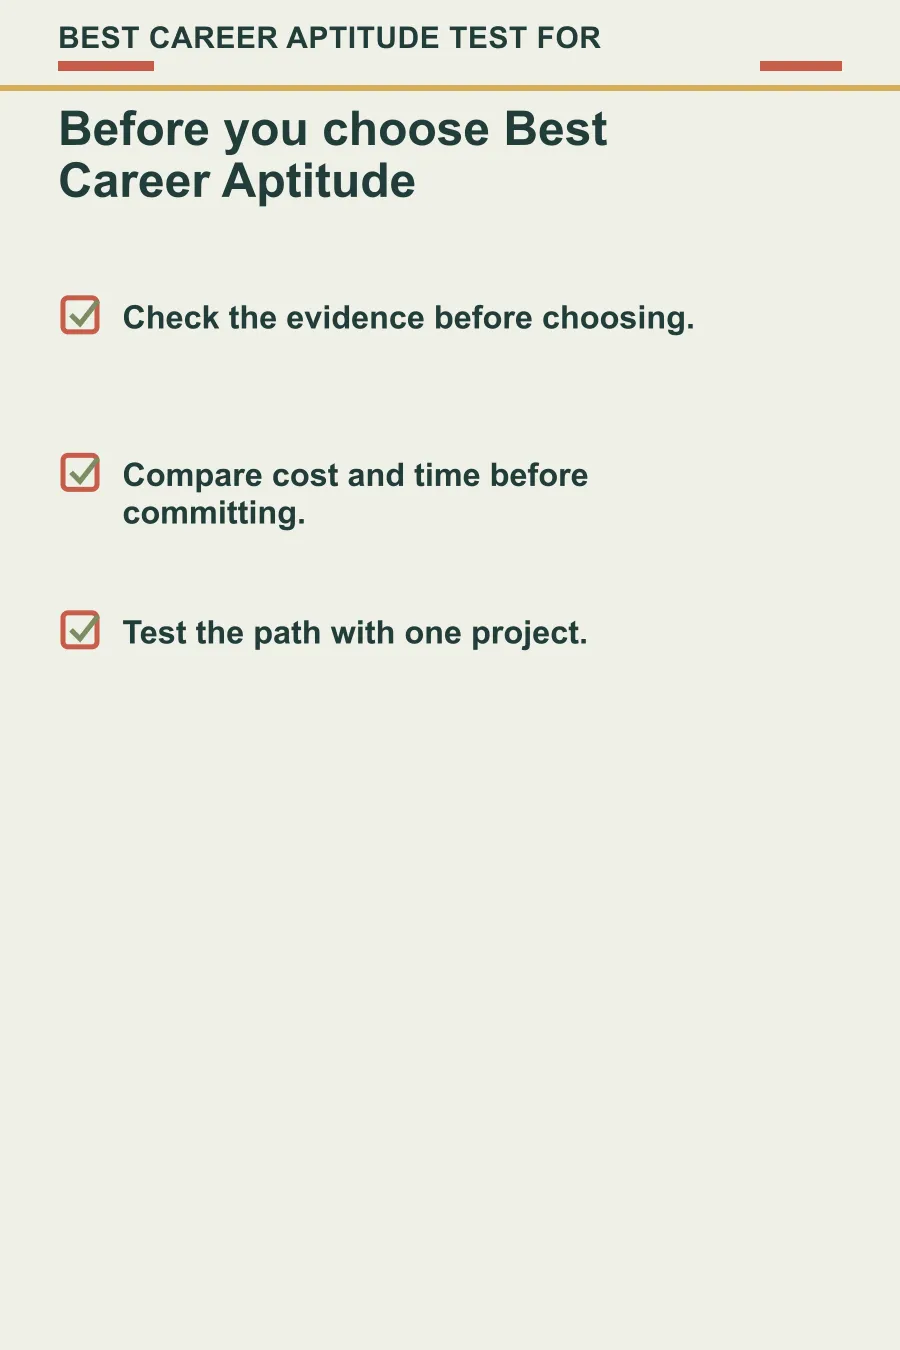 BEST CAREER APTITUDE TEST FOR
Before you choose Best
Career Aptitude
Check the evidence before choosing.
Compare cost and time before
committing.
Test the path with one project.